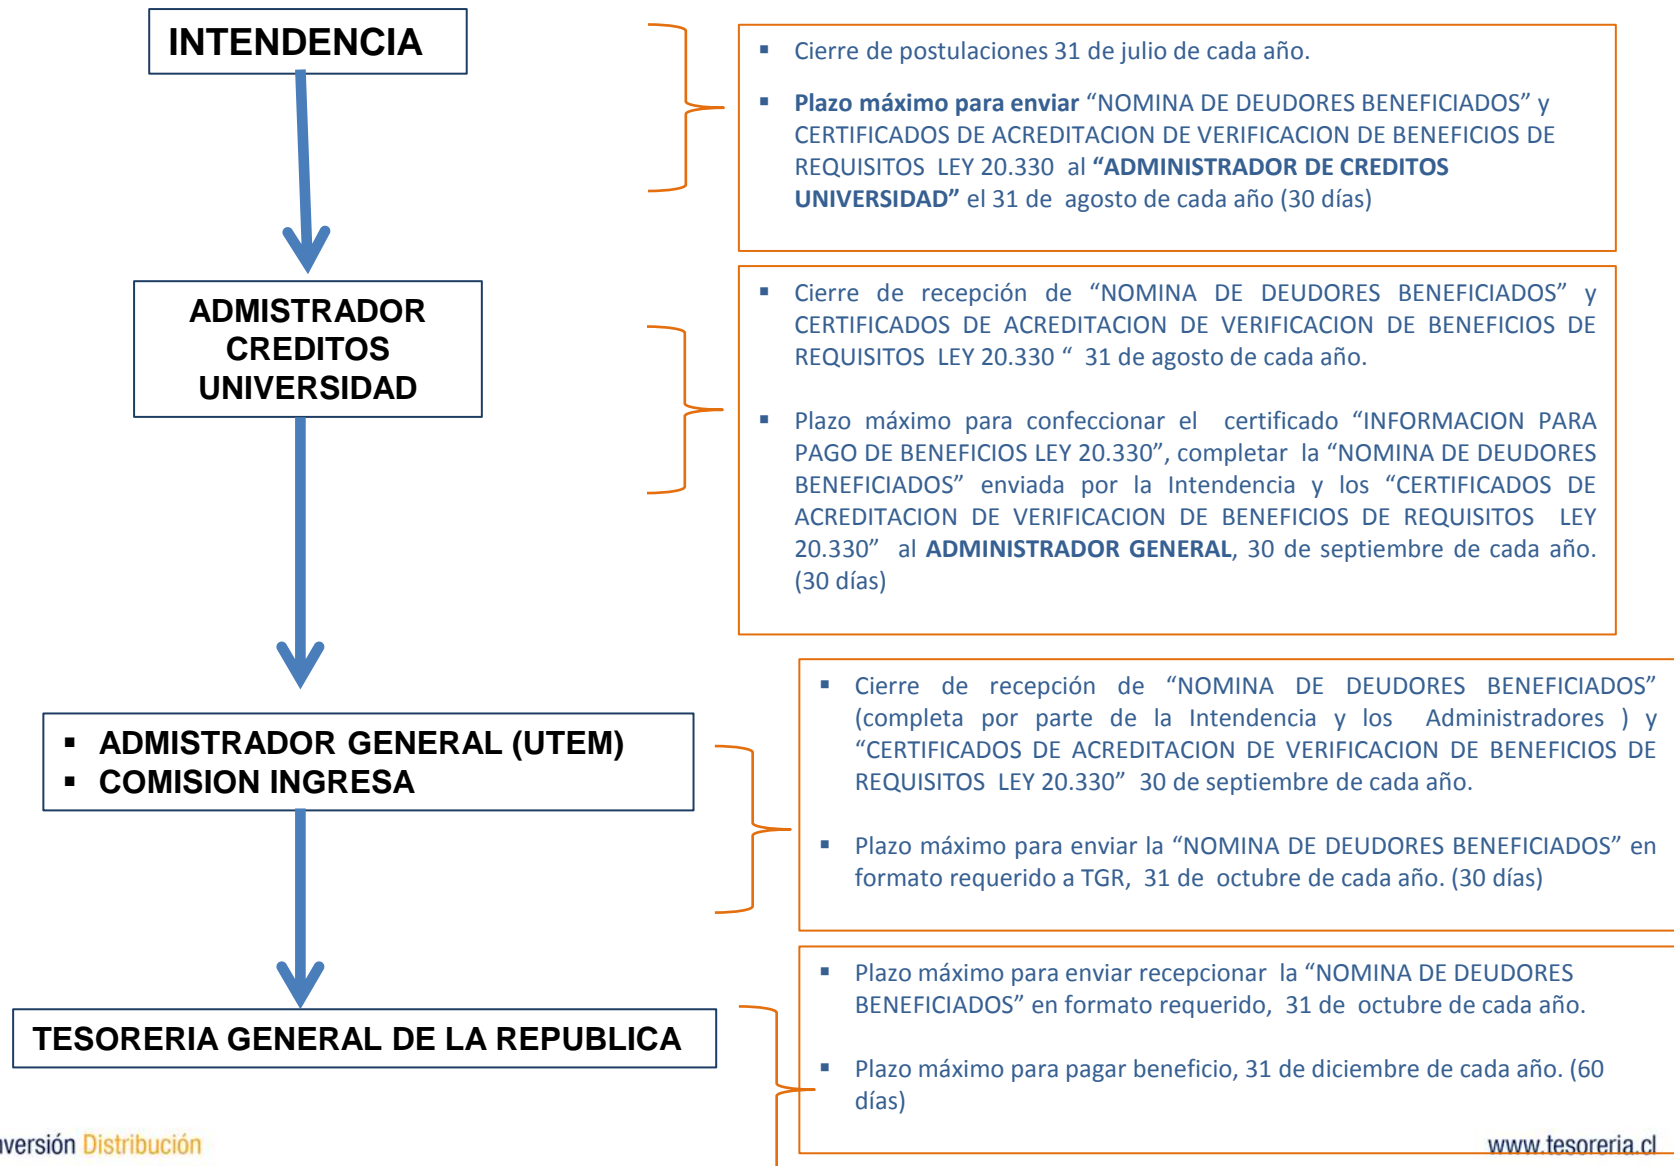 INTENDENCIA
▪ Cierre de postulaciones 31 de julio de cada año.
▪ Plazo máximo para enviar “NOMINA DE DEUDORES BENEFICIADOS” y
CERTIFICADOS DE ACREDITACION DE VERIFICACION DE BENEFICIOS DE
REQUISITOS LEY 20.330 al “ADMINISTRADOR DE CREDITOS
UNIVERSIDAD” el 31 de agosto de cada año (30 días)
ADMISTRADOR
CREDITOS
UNIVERSIDAD
▪ Cierre de recepción de “NOMINA DE DEUDORES BENEFICIADOS” y
CERTIFICADOS DE ACREDITACION DE VERIFICACION DE BENEFICIOS DE
REQUISITOS LEY 20.330 “ 31 de agosto de cada año.
▪ Plazo máximo para confeccionar el certificado “INFORMACION PARA
PAGO DE BENEFICIOS LEY 20.330”, completar la “NOMINA DE DEUDORES
BENEFICIADOS” enviada por la Intendencia y los “CERTIFICADOS DE
ACREDITACION DE VERIFICACION DE BENEFICIOS DE REQUISITOS LEY
20.330” al ADMINISTRADOR GENERAL, 30 de septiembre de cada año.
(30 días)
▪ ADMISTRADOR GENERAL (UTEM)
▪ COMISION INGRESA
▪ Cierre de recepción de “NOMINA DE DEUDORES BENEFICIADOS”
(completa por parte de la Intendencia y los Administradores ) y
“CERTIFICADOS DE ACREDITACION DE VERIFICACION DE BENEFICIOS DE
REQUISITOS LEY 20.330” 30 de septiembre de cada año.
▪ Plazo máximo para enviar la “NOMINA DE DEUDORES BENEFICIADOS” en
formato requerido a TGR, 31 de octubre de cada año. (30 días)
TESORERIA GENERAL DE LA REPUBLICA
▪ Plazo máximo para enviar recepcionar la “NOMINA DE DEUDORES
BENEFICIADOS” en formato requerido, 31 de octubre de cada año.
▪ Plazo máximo para pagar beneficio, 31 de diciembre de cada año. (60
días)
nversión Distribución
www.tesoreria.cl